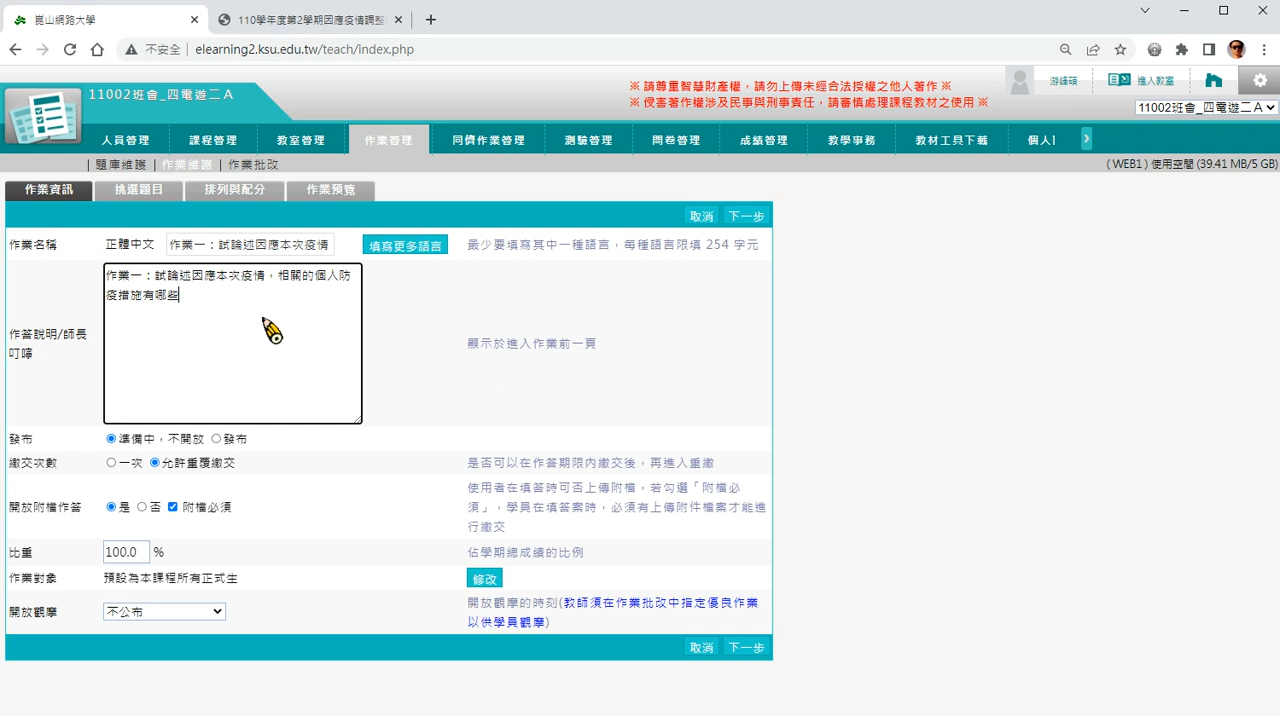 崑山網路大學
110學年度第2學期因應疫情調整
不安全
elearning2.ksu.edu.tw/teach/index.php
11002班會_四電遊二A
※ 請尊重智慧財產權，請勿上傳未經合法授權之他人著作 ※
※ 侵害著作權涉及民事與刑事責任，請審慎處理課程教材之使用 ※
進入教室
11002班會_四電遊二A
人員管理 課程管理 教室管理 作業管理 同儕作業管理 測驗管理 問卷管理 成績管理 教學事務 教材工具下載 個人
| 題庫維護 | 作業維護 | 作業批改
( WEB1 ) 使用空間 (39.41 MB/5 GB)
作業資訊 挑選題目 排列與配分 作業預覽
取消 下一步
作業名稱 正體中文 作業一：試論述因應本次疫情 填寫更多語言 最少要填寫其中一種語言，每種語言限填 254 字元
作業一：試論述因應本次疫情，相關的個人防
疫措施有哪些
作答說明/師長
叮嚀
顯示於進入作業前一頁
發布 準備中，不開放 發布
繳交次數 一次 允許重覆繳交 是否可以在作答期限內繳交後，再進入重繳
開放附檔作答 是 否 附檔必須
使用者在填答時可否上傳附檔，若勾選「附檔必
須」，學員在填答案時，必須有上傳附件檔案才能進
行繳交
比重 100.0 % 佔學期總成績的比例
作業對象 預設為本課程所有正式生 修改
開放觀摩 不公布
開放觀摩的時刻(教師須在作業批改中指定優良作業
以供學員觀摩)
取消 下一步